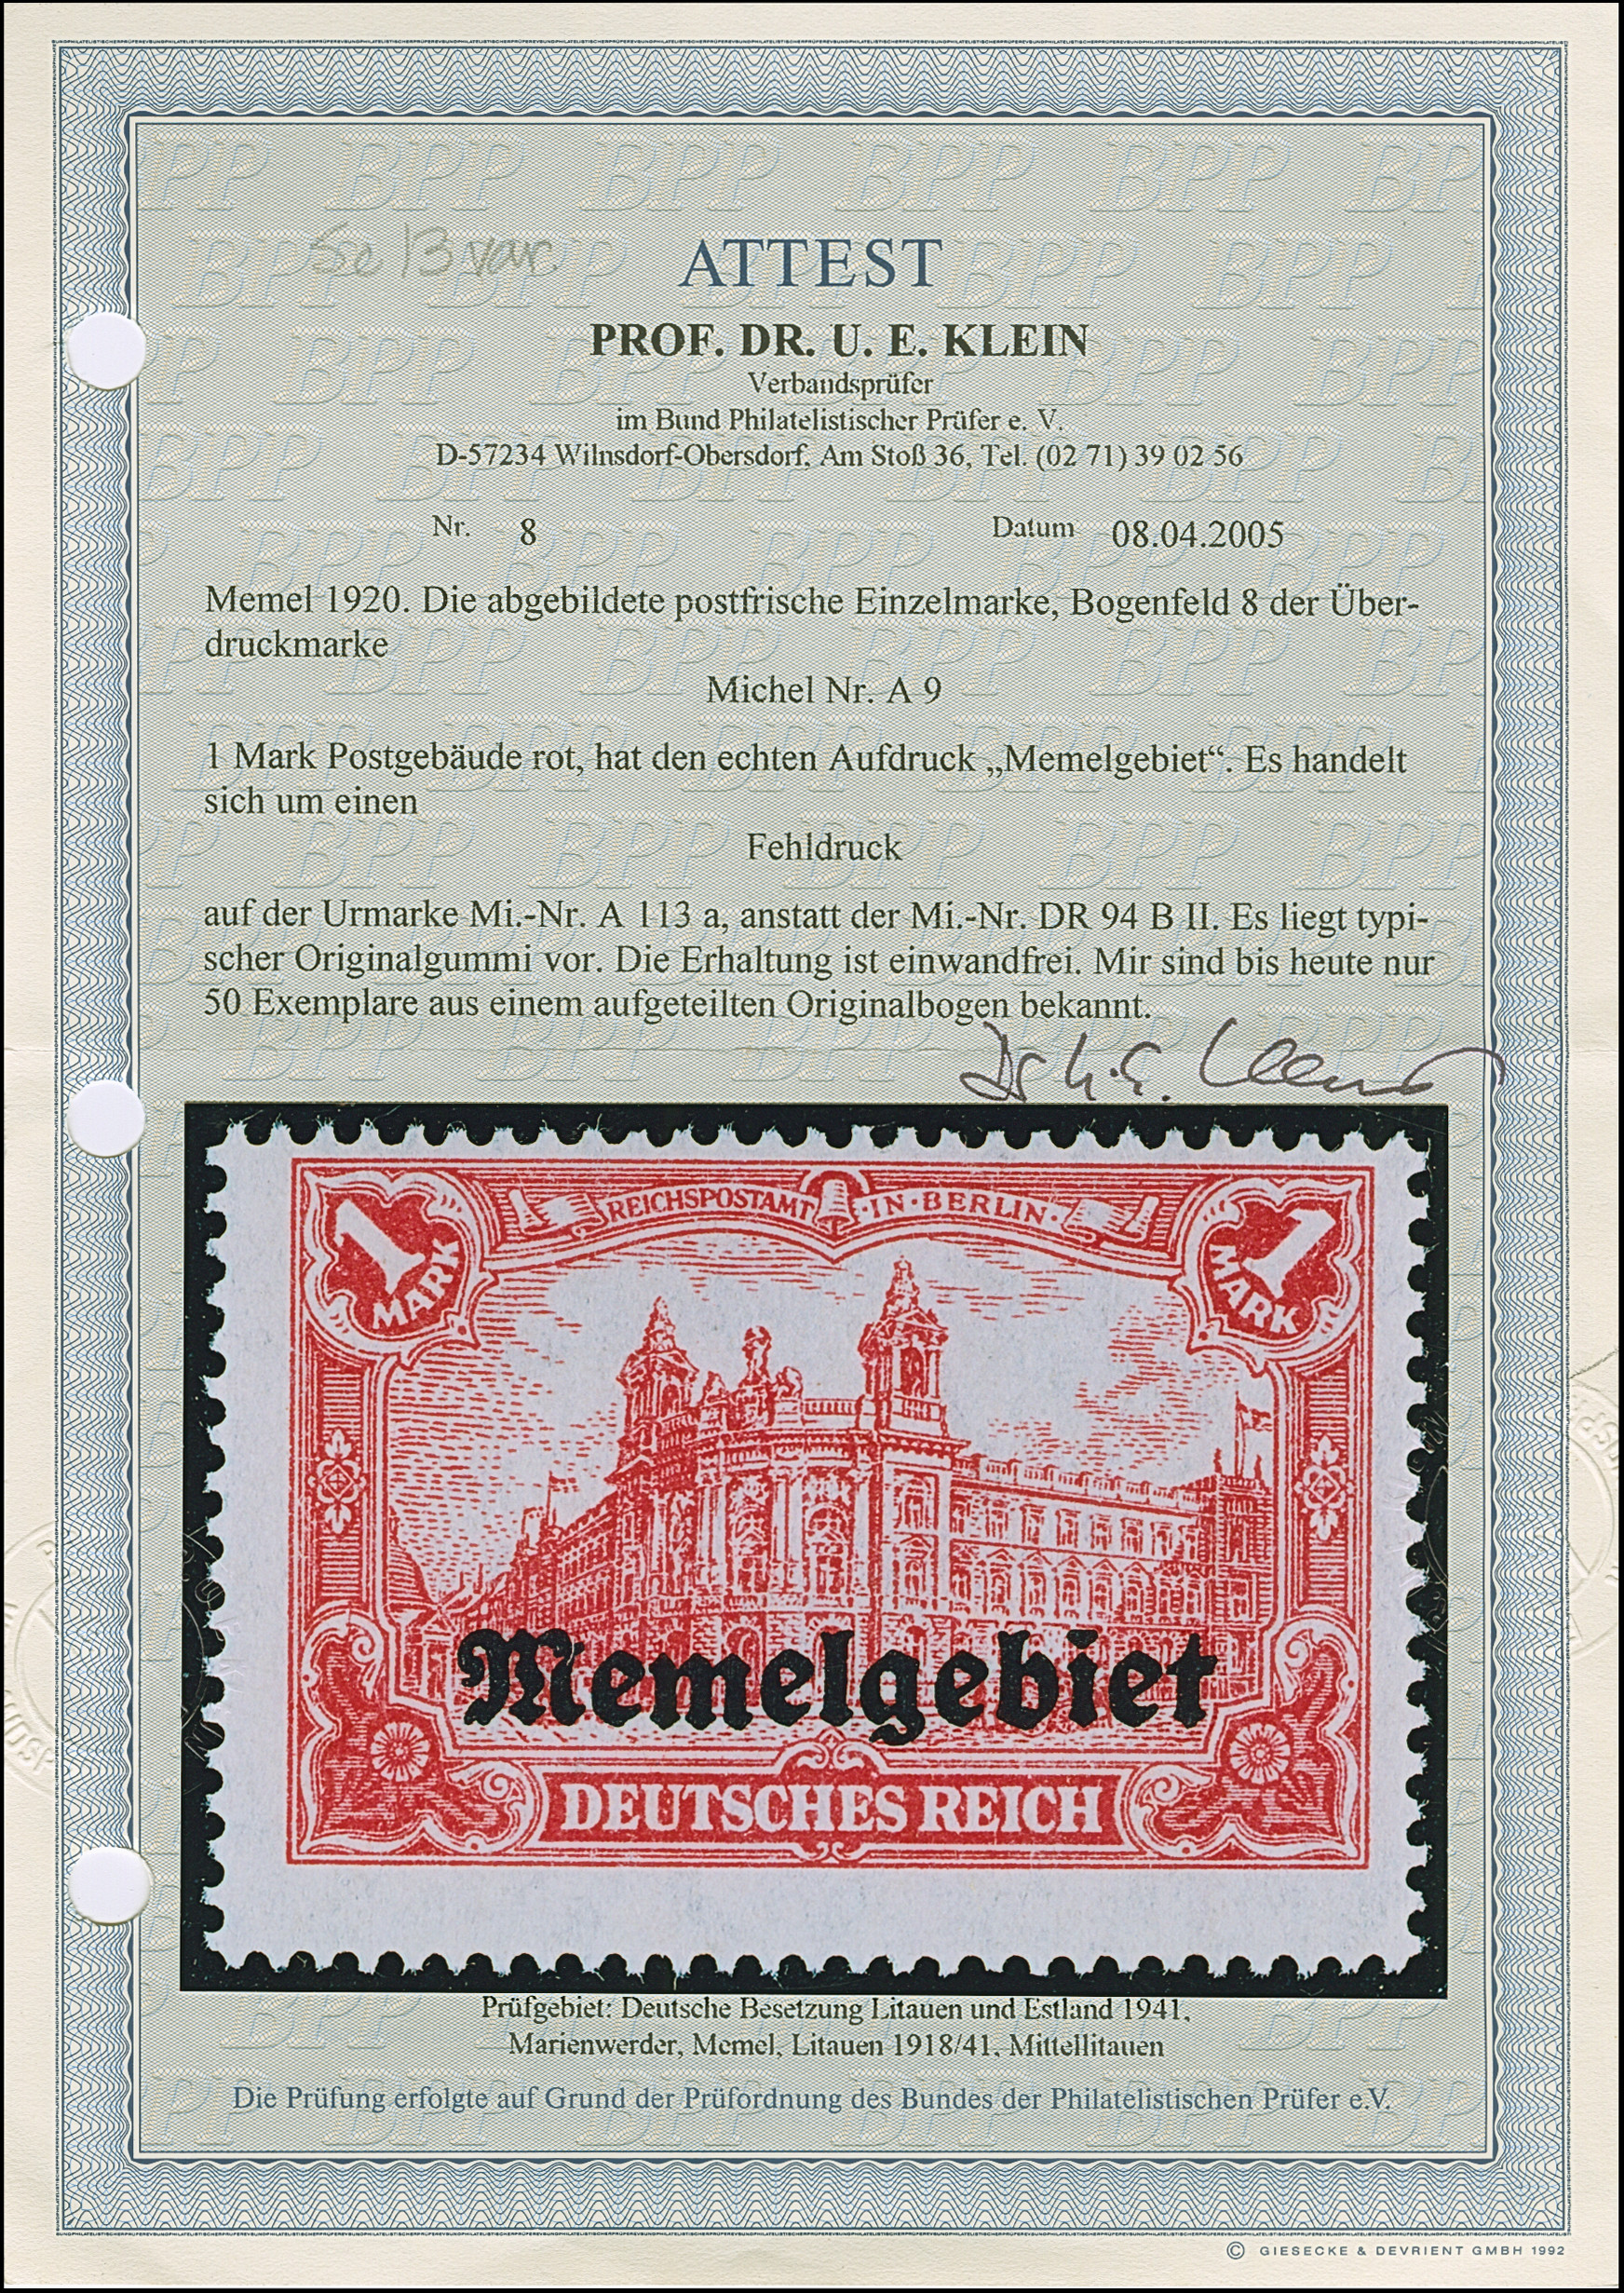 Sc 13 var.
ATTEST
PROF. DR. U. E. KLEIN
Verbandsprüfer
im Bund Philatelistischer Prüfer e. V.
D-57234 Wilnsdorf-Obersdorf, Am Stoß 36, Tel. (02 71) 39 02 56
Nr. 8 Datum 08.04.2005
Memel 1920. Die abgebildete postfrische Einzelmarke, Bogenfeld 8 der Über-
druckmarke
Michel Nr. A 9
1 Mark Postgebäude rot, hat den echten Aufdruck „Memelgebiet“. Es handelt
sich um einen
Fehldruck
auf der Urmarke Mi.-Nr. A 113 a, anstatt der Mi.-Nr. DR 94 B II. Es liegt typi-
scher Originalgummi vor. Die Erhaltung ist einwandfrei. Mir sind bis heute nur
50 Exemplare aus einem aufgeteilten Originalbogen bekannt.
Dr. U. E. Klein
1 MARK
REICHSPOSTAMT IN·BERLIN·
1 MARK
Memelgebiet
DEUTSCHES REICH
Prüfgebiet: Deutsche Besetzung Litauen und Estland 1941,
Marienwerder, Memel, Litauen 1918/41, Mittellitauen
Die Prüfung erfolgte auf Grund der Prüfordnung des Bundes der Philatelistischen Prüfer e.V.
© GIESECKE & DEVRIENT GMBH 1992